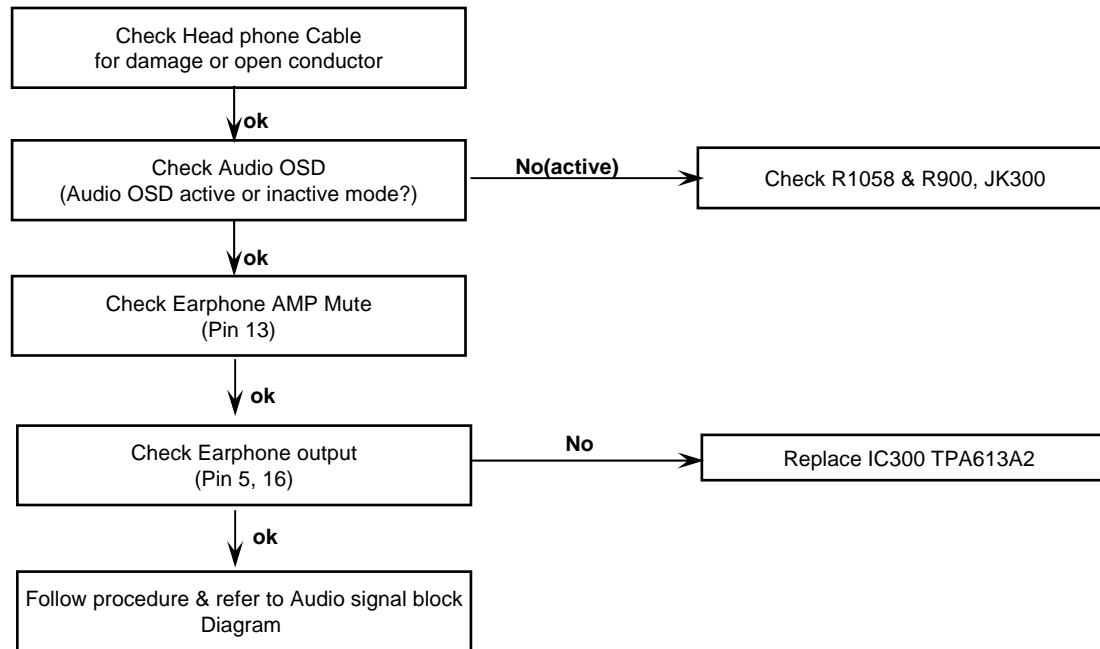 Check Head phone Cable
for damage or open conductor
ok
Check Audio OSD
(Audio OSD active or inactive mode?)
No(active)
Check R1058 & R900, JK300
ok
Check Earphone AMP Mute
(Pin 13)
ok
Check Earphone output
(Pin 5, 16)
No
Replace IC300 TPA613A2
ok
Follow procedure & refer to Audio signal block
Diagram